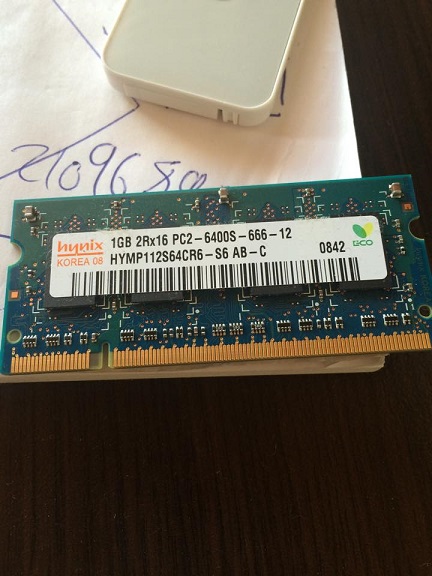 hynix
KOREA 08
1GB 2Rx16 PC2-6400S-666-12
HYMP112S64CR6-S6 AB-C
0842
ECO